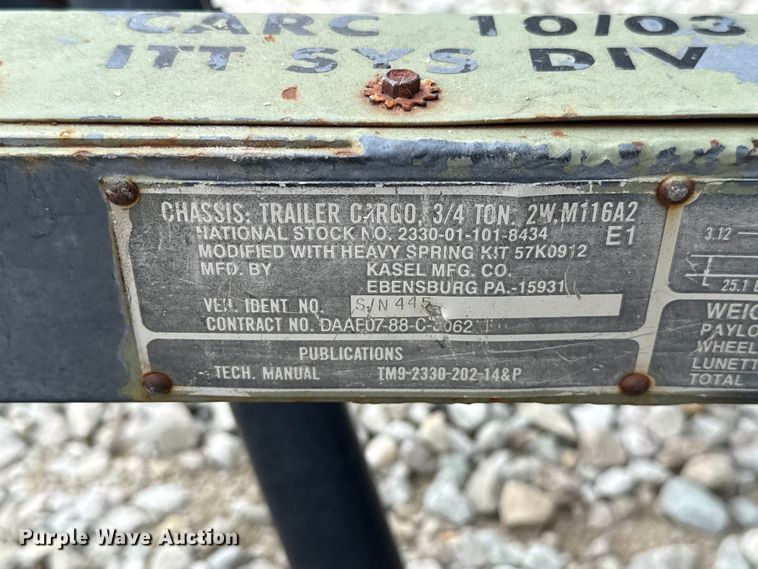 CARC 10/03
ITT SYS DIV
CHASSIS: TRAILER CARGO, 3/4 TON, 2W, M116A2
E1
NATIONAL STOCK NO. 2330-01-101-8434
MODIFIED WITH HEAVY SPRING KIT 57K0912
MFD. BY KASEL MFG. CO.
EBENSBURG PA.-15931
VEH. IDENT NO. S/N 445
CONTRACT NO.
PUBLICATIONS
TECH. MANUAL TM9-2330-202-14&P
3.12
25.1
WEIG
PAYLO
WHEEL
LUNETT
TOTAL
Purple Wave Auction